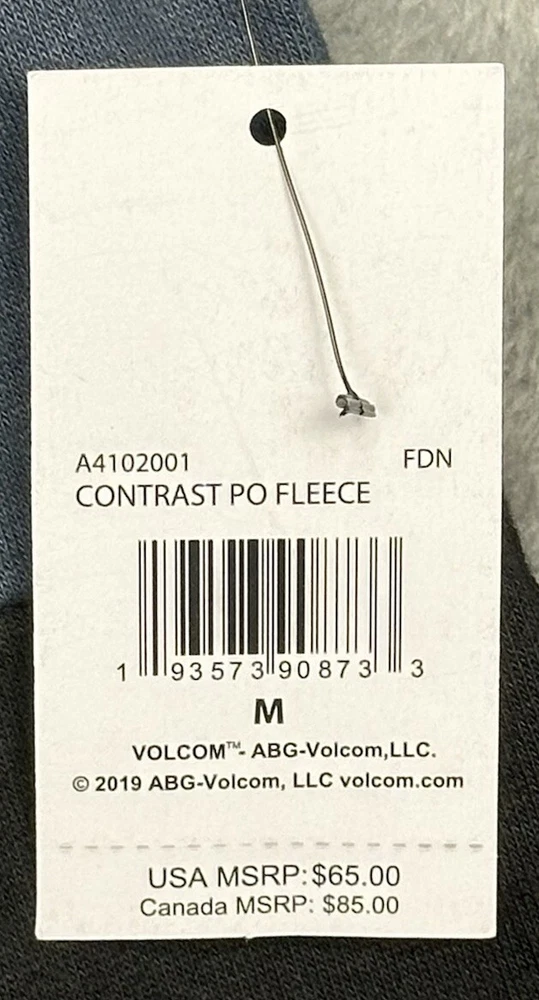 A4102001 FDN
CONTRAST PO FLEECE
1 93573 90873 3
M
VOLCOM™- ABG-Volcom,LLC.
© 2019 ABG-Volcom, LLC volcom.com
USA MSRP:$65.00
Canada MSRP: $85.00